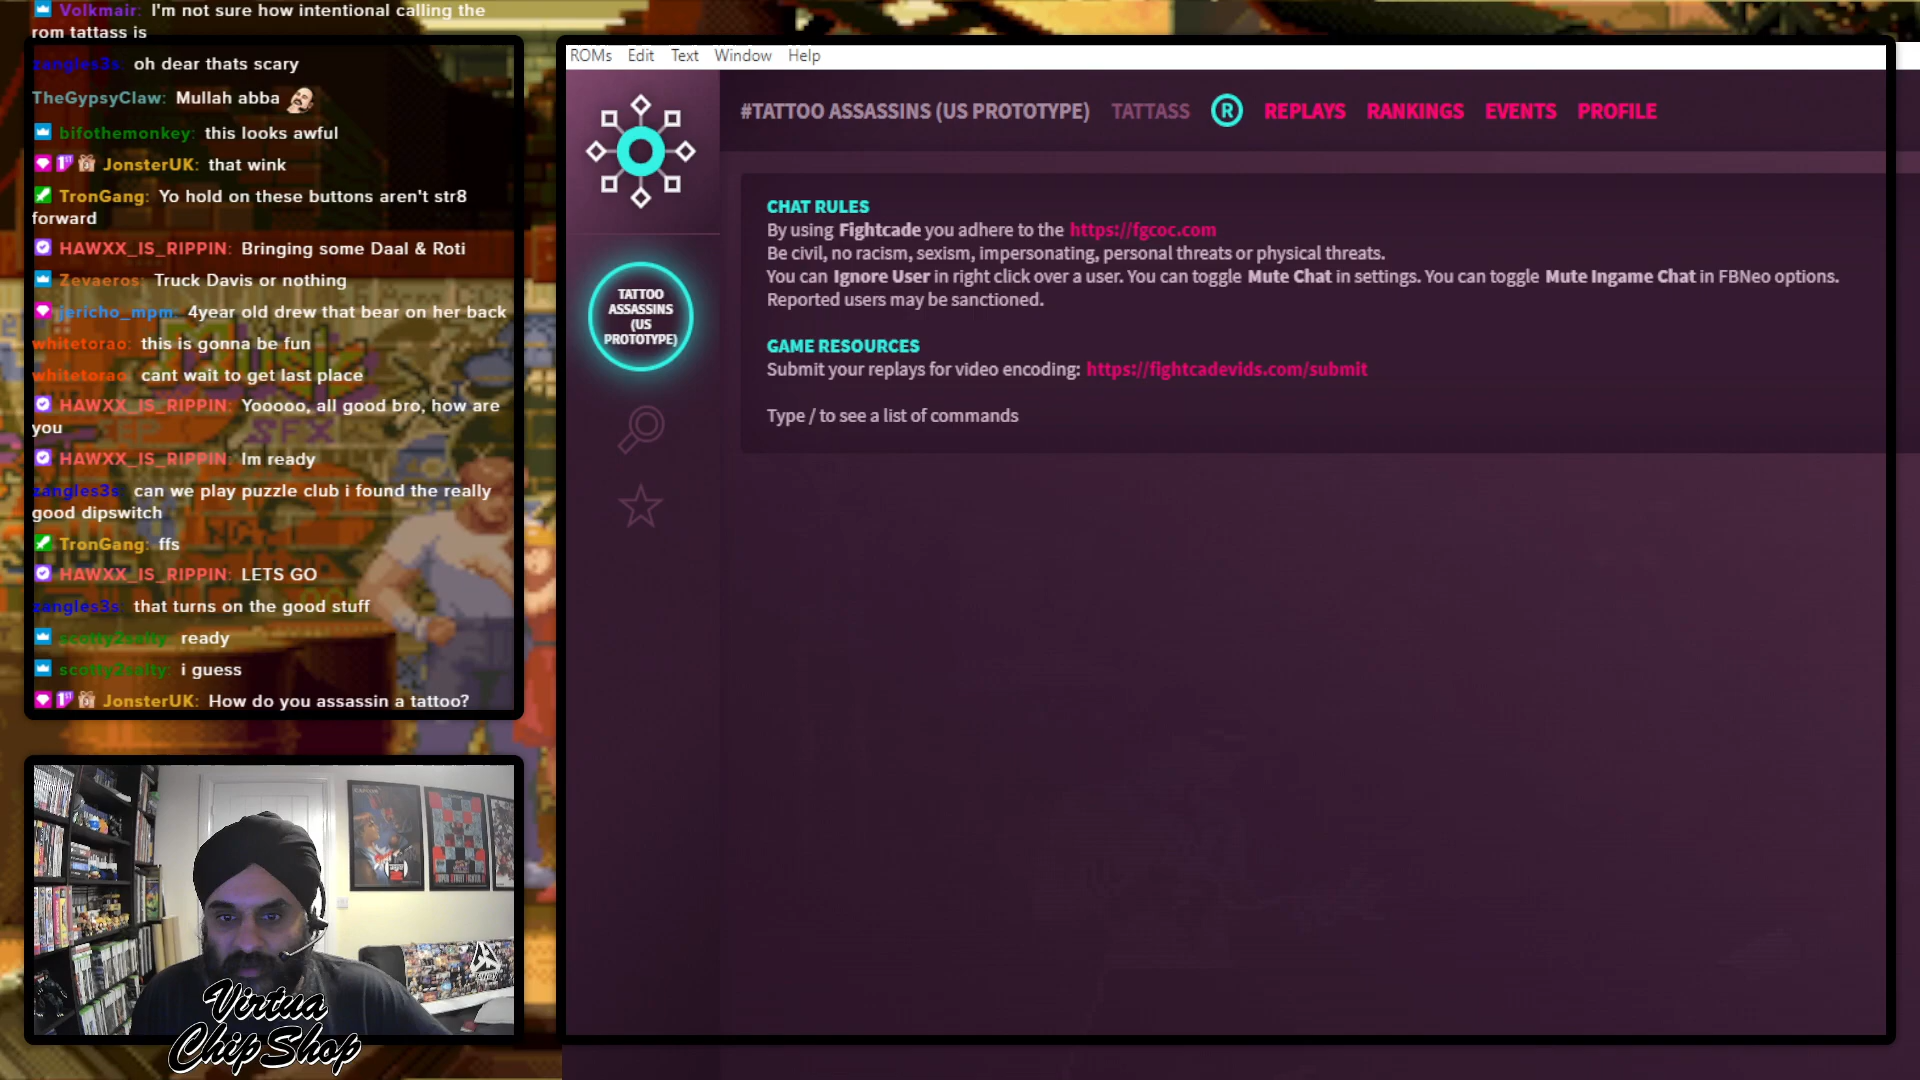 Volkmair: I'm not sure how intentional calling the
rom tattass is
zangles3s: oh dear thats scary
TheGypsyClaw: Mullah abba
bifothemonkey: this looks awful
JonsterUK: that wink
TronGang: Yo hold on these buttons aren't str8
forward
HAWXX_IS_RIPPIN: Bringing some Daal & Roti
Zevaeros: Truck Davis or nothing
jericho_mpm: 4year old drew that bear on her back
whitetorao: this is gonna be fun
whitetorao: cant wait to get last place
HAWXX_IS_RIPPIN: Yooooo, all good bro, how are
you
HAWXX_IS_RIPPIN: Im ready
zangles3s: can we play puzzle club i found the really
good dipswitch
TronGang: ffs
HAWXX_IS_RIPPIN: LETS GO
zangles3s: that turns on the good stuff
scotty2salty: ready
scotty2salty: i guess
JonsterUK: How do you assassin a tattoo?
Virtua
ChipShop
ROMs Edit Text Window Help
#TATTOO ASSASSINS (US PROTOTYPE) TATTASS R REPLAYS RANKINGS EVENTS PROFILE
TATTOO
ASSASSINS
(US
PROTOTYPE)
CHAT RULES
By using Fightcade you adhere to the https://fgcoc.com
Be civil, no racism, sexism, impersonating, personal threats or physical threats.
You can Ignore User in right click over a user. You can toggle Mute Chat in settings. You can toggle Mute Ingame Chat in FBNeo options.
Reported users may be sanctioned.
GAME RESOURCES
Submit your replays for video encoding: https://fightcadevids.com/submit
Type / to see a list of commands